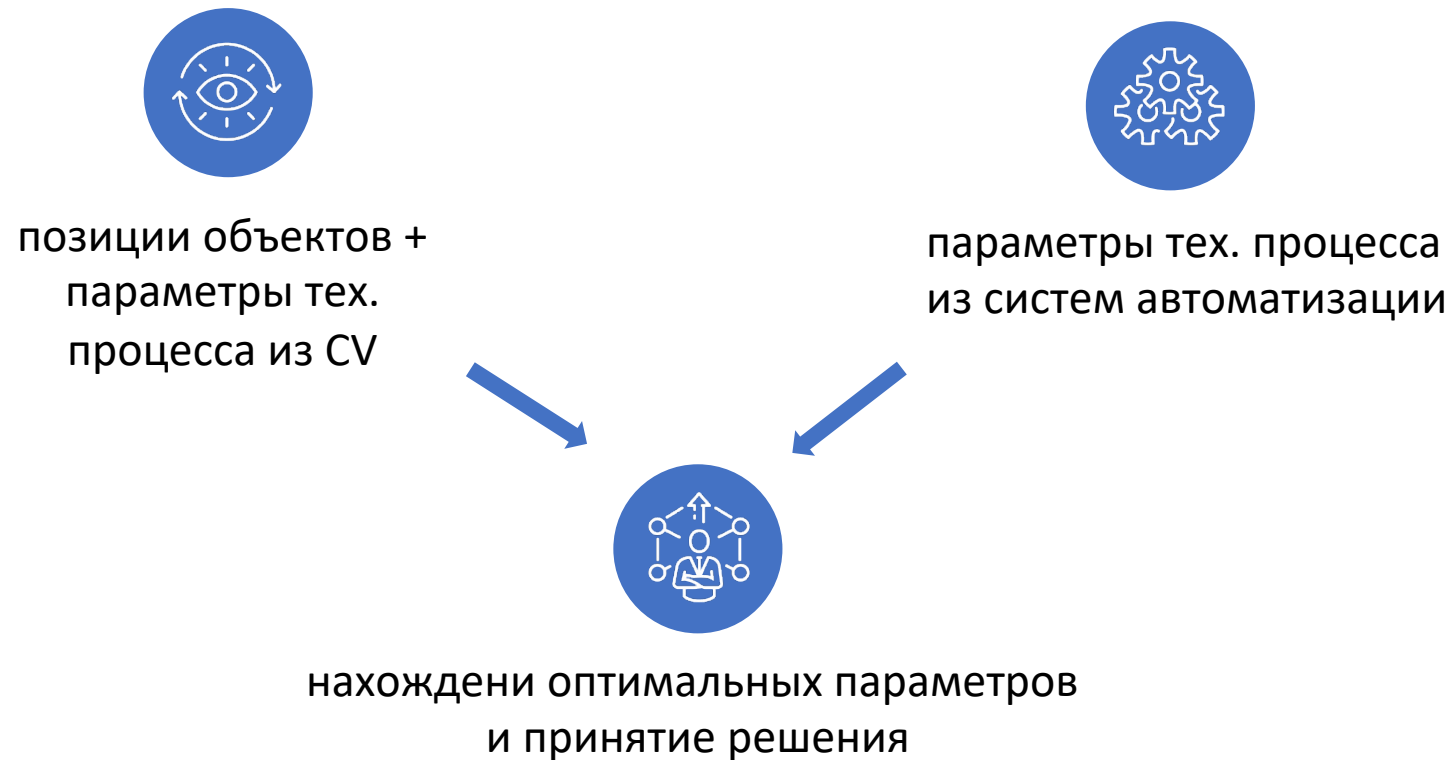 позиции объектов +
параметры тех.
процесса из CV
параметры тех. процесса
из систем автоматизации
нахождени оптимальных параметров
и принятие решения